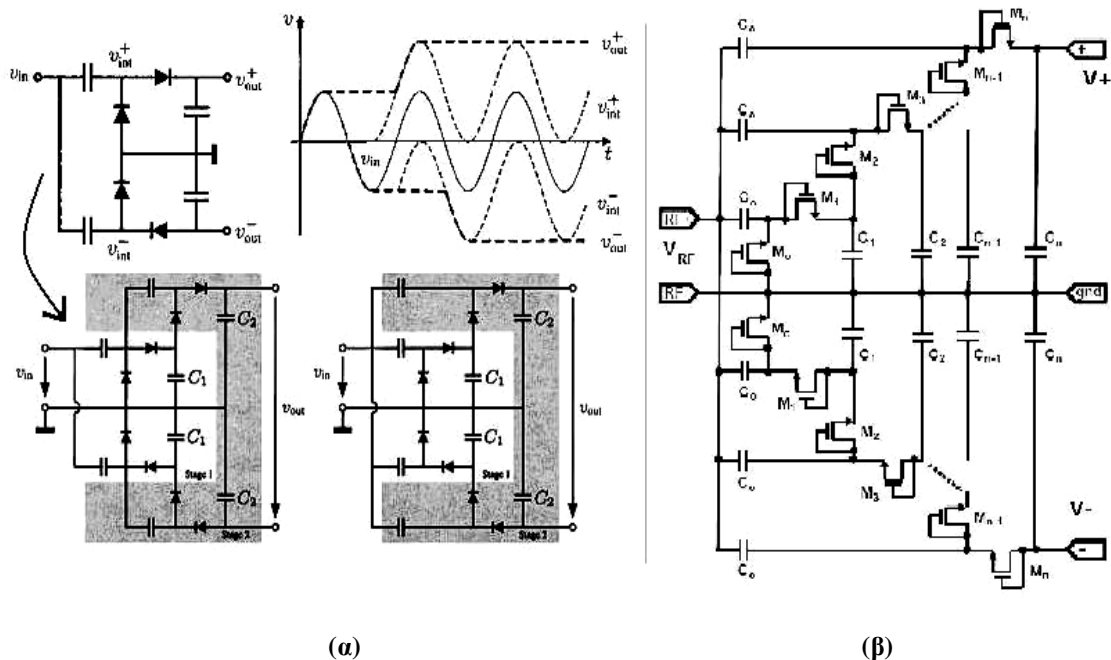 v_in
v_int^+
v_out^+
v_int^-
v_out^-
v
v_out^+
v_int^+
t
v_in
v_int^-
v_out^-
C_2
v_in
C_1
v_out
C_1
Stage 1
C_2
Stage 2
C_2
v_in
C_1
v_out
C_1
Stage 1
C_2
Stage 2
(α)
M_n
+
V+
M_n-1
M_3
M_2
M_1
C_o
RF
V_RF
M_o
C_1
C_2
C_n-1
C_n
RF
gnd
C_1
C_2
C_n-1
C_n
C_o
M_1
M_2
C_o
M_3
M_n-1
V-
C_o
-
M_n
(β)